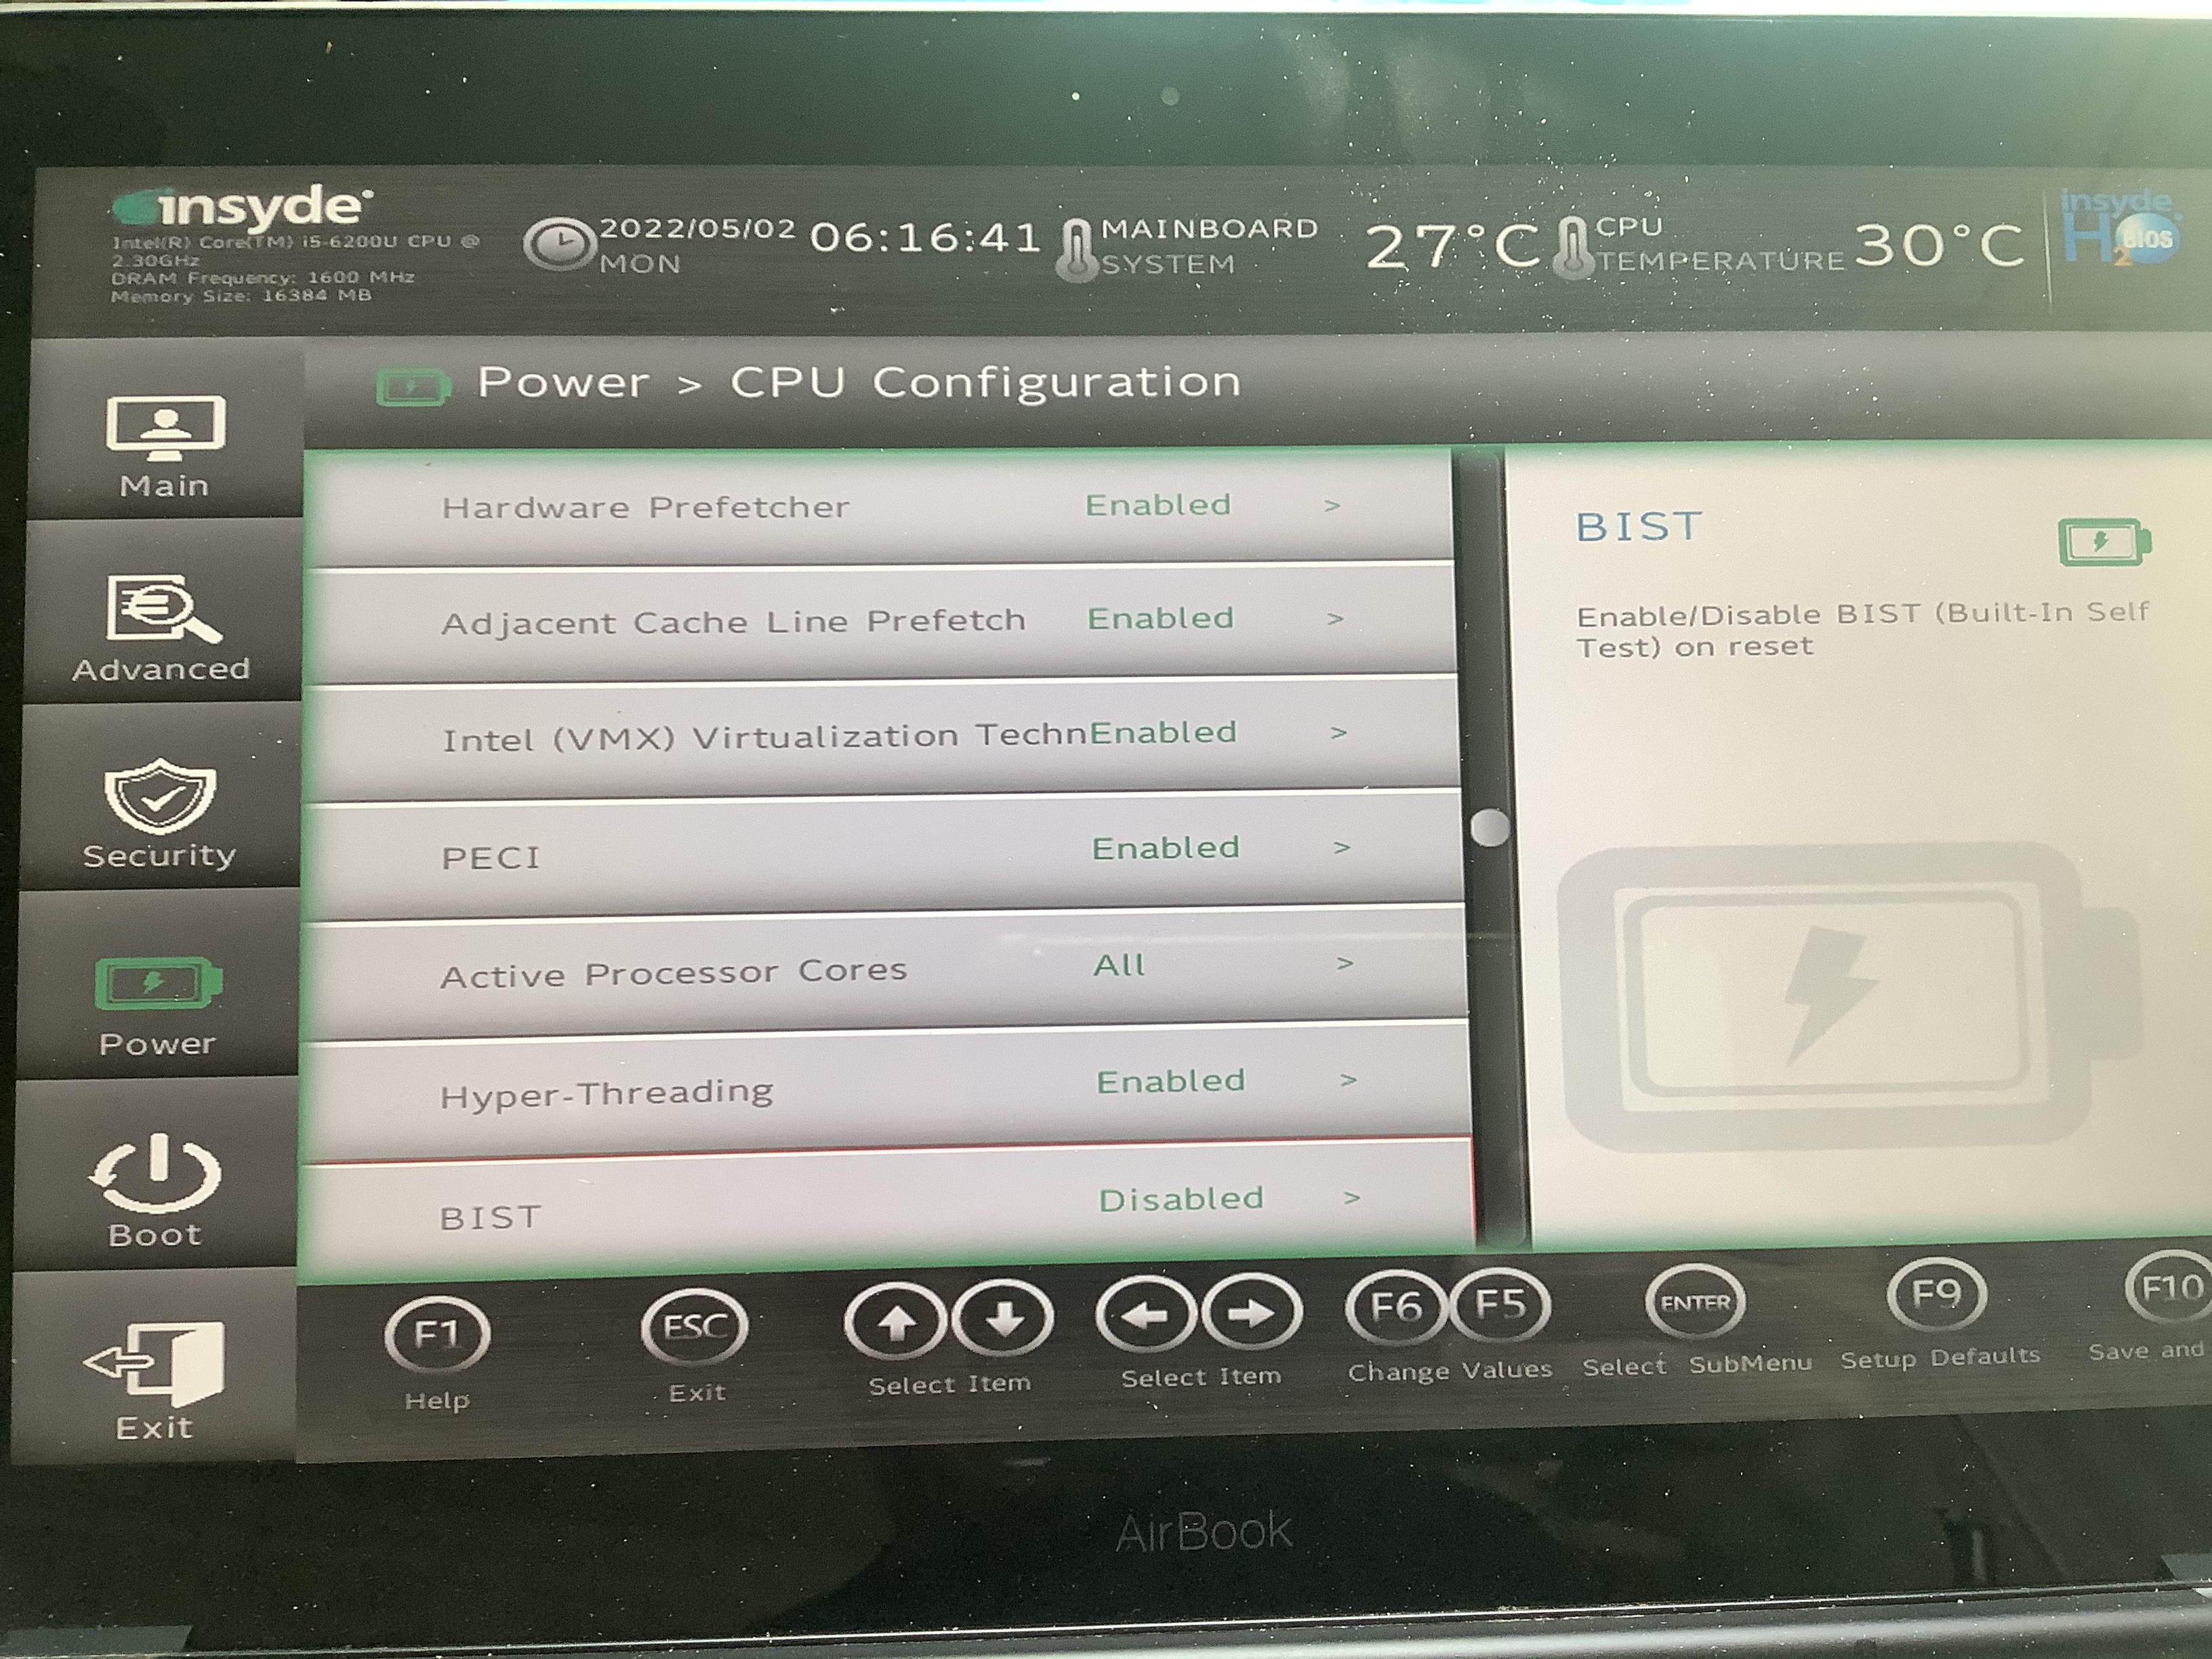 insyde
Intel(R) Core(TM) i5-6200U CPU @
2.30GHz
DRAM Frequency: 1600 MHz
Memory Size: 16384 MB
2022/05/02
MON
06:16:41
MAINBOARD
SYSTEM
27°C
CPU
TEMPERATURE
30°C
insyde
H2O BIOS
Power > CPU Configuration
Main
Advanced
Security
Power
Boot
Exit
Hardware Prefetcher Enabled >
Adjacent Cache Line Prefetch Enabled >
Intel (VMX) Virtualization TechnEnabled >
PECI Enabled >
Active Processor Cores All >
Hyper-Threading Enabled >
BIST Disabled >
BIST
Enable/Disable BIST (Built-In Self
Test) on reset
F1
Help
ESC
Exit
Select Item
Select Item
F6 F5
Change Values
ENTER
Select SubMenu
F9
Setup Defaults
F10
Save and
AirBook